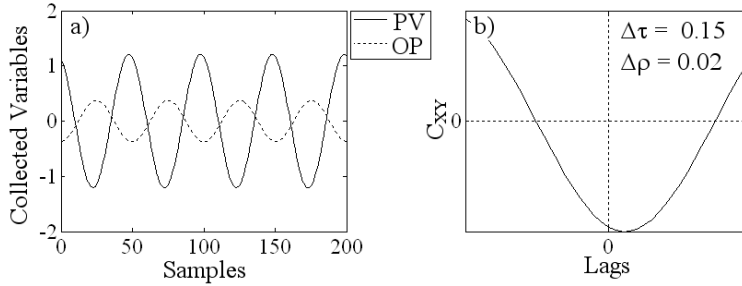 a)
PV
OP
2
1
0
-1
-2
Collected Variables
0 50 100 150 200
Samples
b)
Δτ = 0.15
Δρ = 0.02
C_XY
0
0
Lags